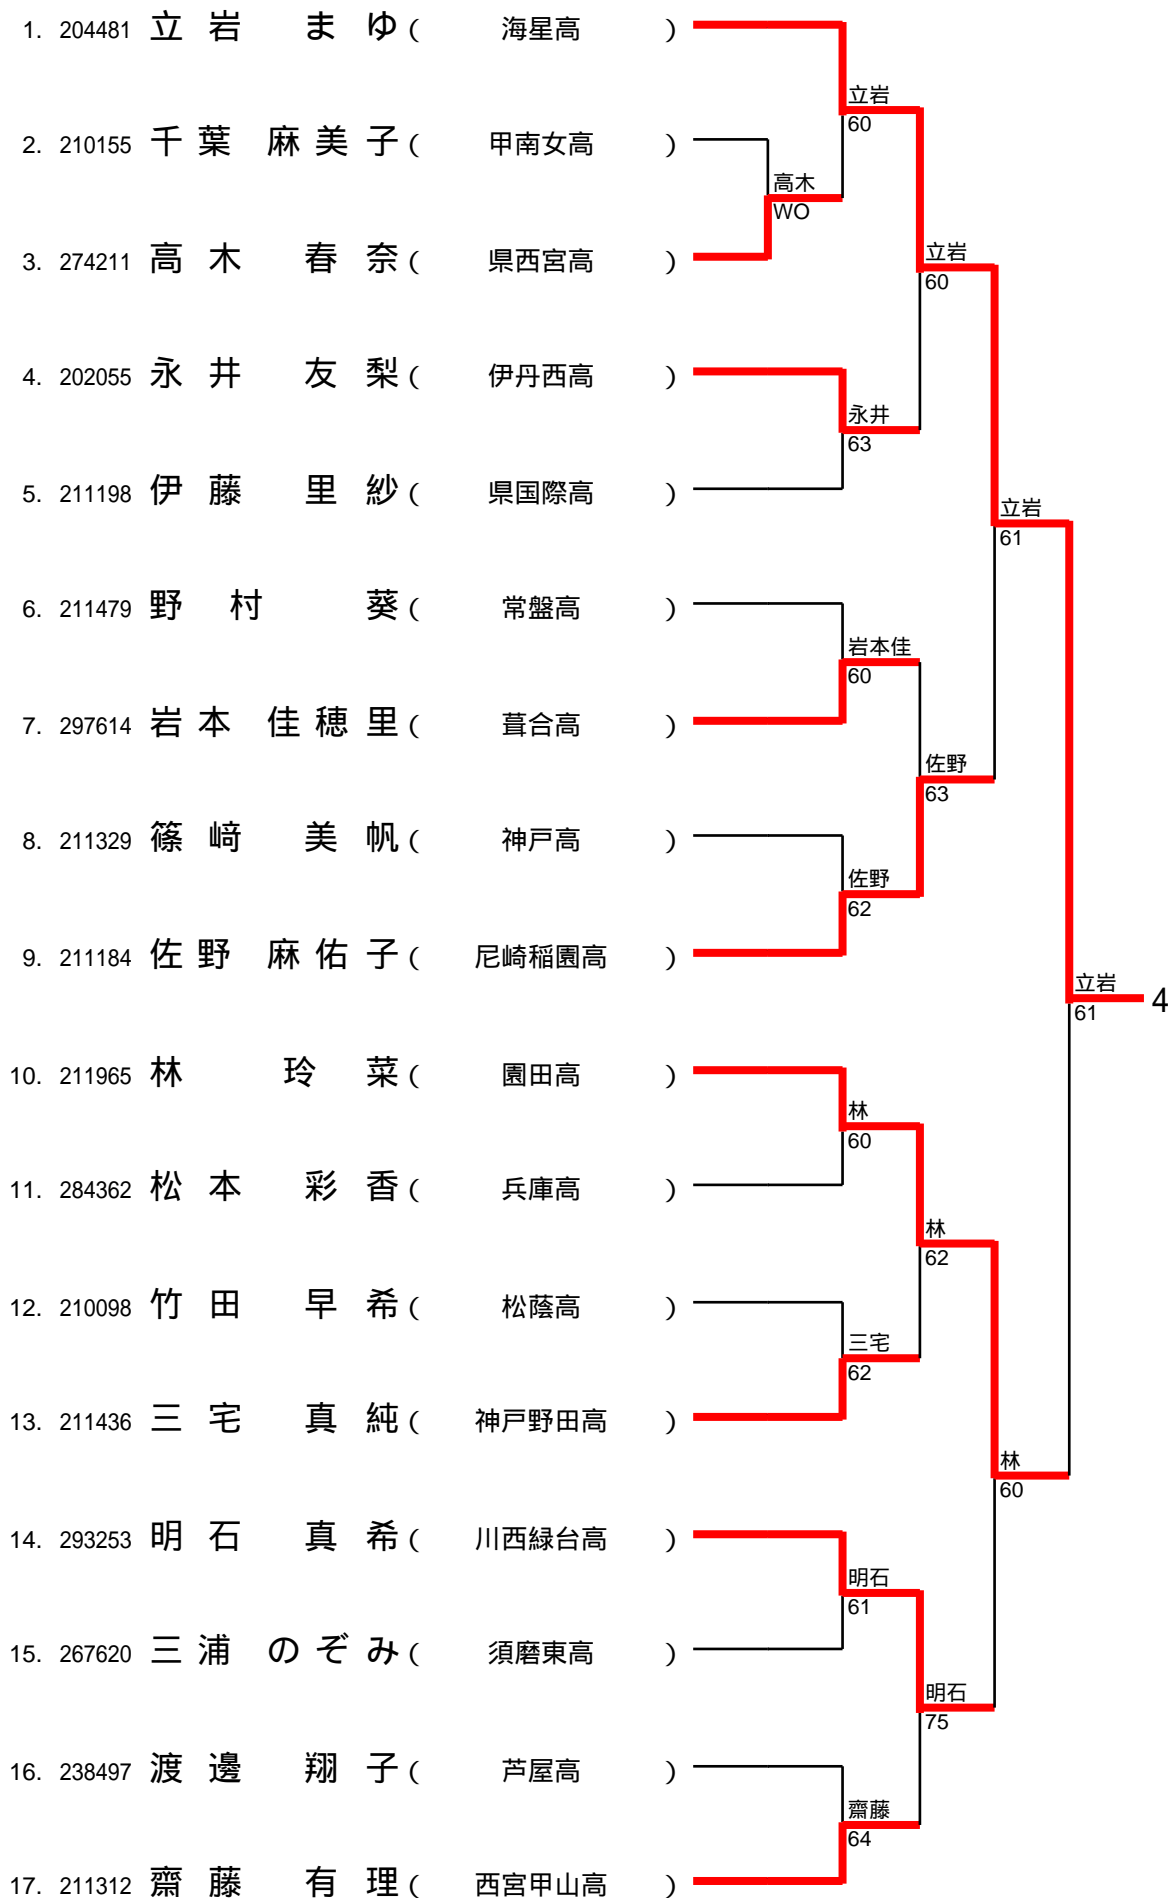 1. 204481 立岩 まゆ ( 海星高 )
立岩
60
2. 210155 千葉 麻美子 ( 甲南女高 )
高木
WO
3. 274211 高木 春奈 ( 県西宮高 )
立岩
60
4. 202055 永井 友梨 ( 伊丹西高 )
永井
63
5. 211198 伊藤 里紗 ( 県国際高 )
立岩
61
6. 211479 野村 葵 ( 常盤高 )
岩本佳
60
7. 297614 岩本 佳穂里 ( 葺合高 )
佐野
63
8. 211329 篠﨑 美帆 ( 神戸高 )
佐野
62
9. 211184 佐野 麻佑子 ( 尼崎稲園高 )
立岩
61
4
10. 211965 林 玲菜 ( 園田高 )
林
60
11. 284362 松本 彩香 ( 兵庫高 )
林
62
12. 210098 竹田 早希 ( 松蔭高 )
三宅
62
13. 211436 三宅 真純 ( 神戸野田高 )
林
60
14. 293253 明石 真希 ( 川西緑台高 )
明石
61
15. 267620 三浦 のぞみ ( 須磨東高 )
明石
75
16. 238497 渡邊 翔子 ( 芦屋高 )
齋藤
64
17. 211312 齋藤 有理 ( 西宮甲山高 )